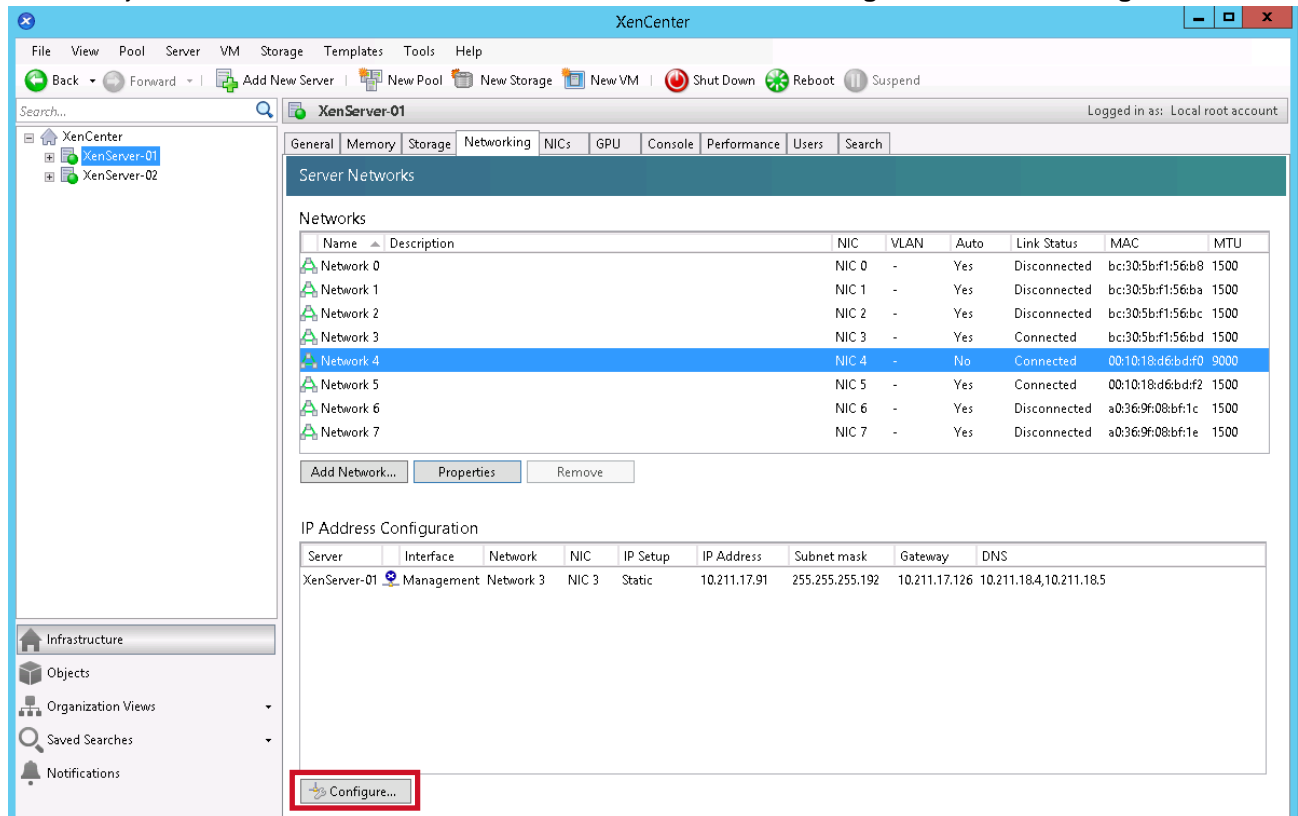 XenCenter
File View Pool Server VM Storage Templates Tools Help
Back Forward Add New Server New Pool New Storage New VM Shut Down Reboot Suspend
Search... XenServer-01 Logged in as: Local root account
XenCenter
XenServer-01
XenServer-02
General Memory Storage Networking NICs GPU Console Performance Users Search
Server Networks
Networks
Name Description NIC VLAN Auto Link Status MAC MTU
Network 0 NIC 0 - Yes Disconnected bc:30:5b:f1:56:b8 1500
Network 1 NIC 1 - Yes Disconnected bc:30:5b:f1:56:ba 1500
Network 2 NIC 2 - Yes Disconnected bc:30:5b:f1:56:bc 1500
Network 3 NIC 3 - Yes Connected bc:30:5b:f1:56:bd 1500
Network 4 NIC 4 - No Connected 00:10:18:d6:bd:f0 9000
Network 5 NIC 5 - Yes Connected 00:10:18:d6:bd:f2 1500
Network 6 NIC 6 - Yes Disconnected a0:36:9f:08:bf:1c 1500
Network 7 NIC 7 - Yes Disconnected a0:36:9f:08:bf:1e 1500
Add Network... Properties Remove
IP Address Configuration
Server Interface Network NIC IP Setup IP Address Subnet mask Gateway DNS
XenServer-01 Management Network 3 NIC 3 Static 10.211.17.91 255.255.255.192 10.211.17.126 10.211.18.4,10.211.18.5
Infrastructure
Objects
Organization Views
Saved Searches
Notifications
Configure...